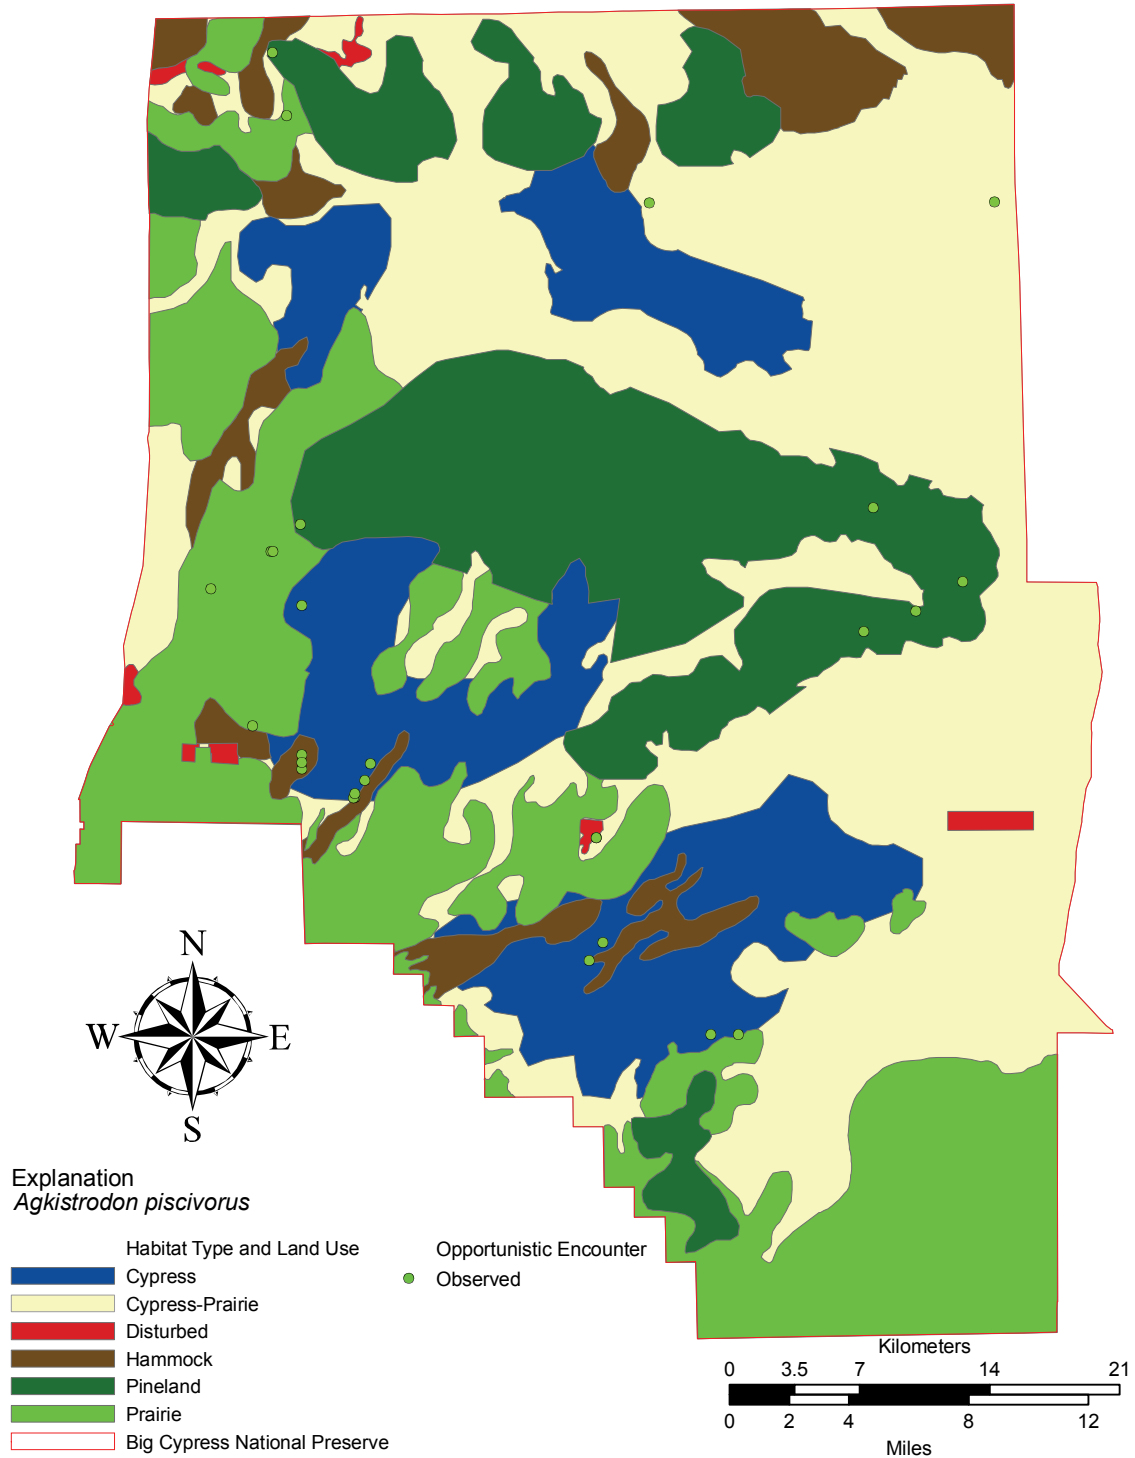 N
W
E
S
Explanation
Agkistrodon piscivorus
Habitat Type and Land Use
Cypress
Cypress-Prairie
Disturbed
Hammock
Pineland
Prairie
Big Cypress National Preserve
Opportunistic Encounter
Observed
Kilometers
0 3.5 7 14 21
0 2 4 8 12
Miles